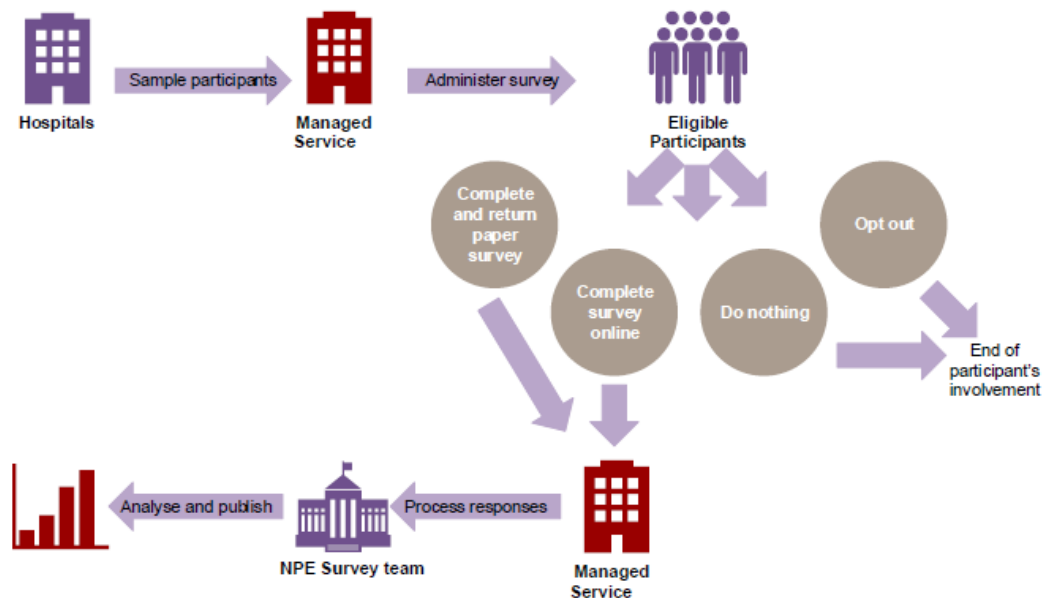 Sample participants
Administer survey
Hospitals
Managed
Service
Eligible
Participants
Complete
and return
paper
survey
Complete
survey
online
Do nothing
Opt out
End of
participant's
involvement
Analyse and publish
Process responses
NPE Survey team
Managed
Service